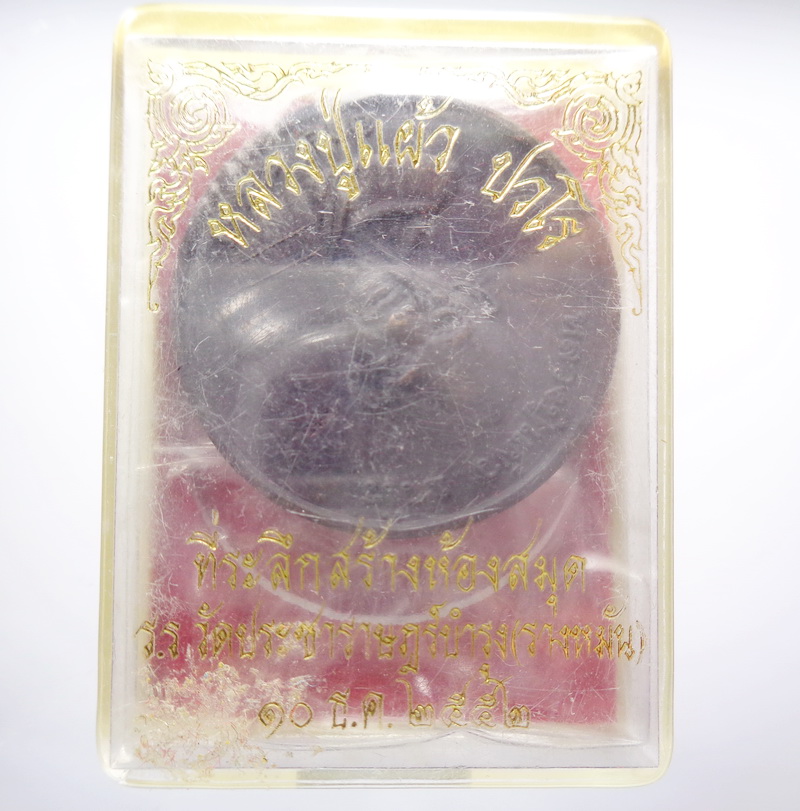 หลวงปู่แผ้ว ปวโร
ที่ระลึกสร้างห้องสมุด
ร.ร.วัดประชาราษฎร์บำรุง(รางหมัน)
๑๐ ธ.ค. ๒๕๕๒